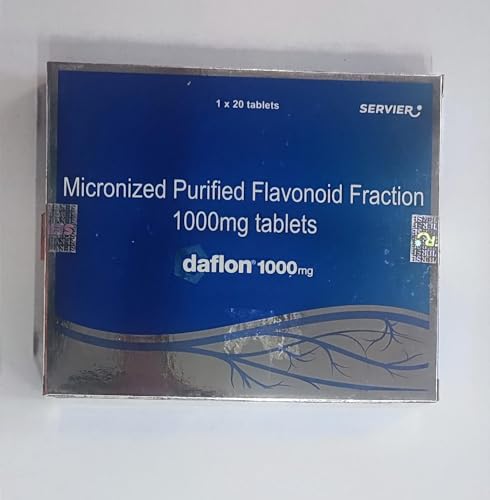 1 x 20 tablets
SERVIER
Micronized Purified Flavonoid Fraction
1000mg tablets
daflon® 1000mg